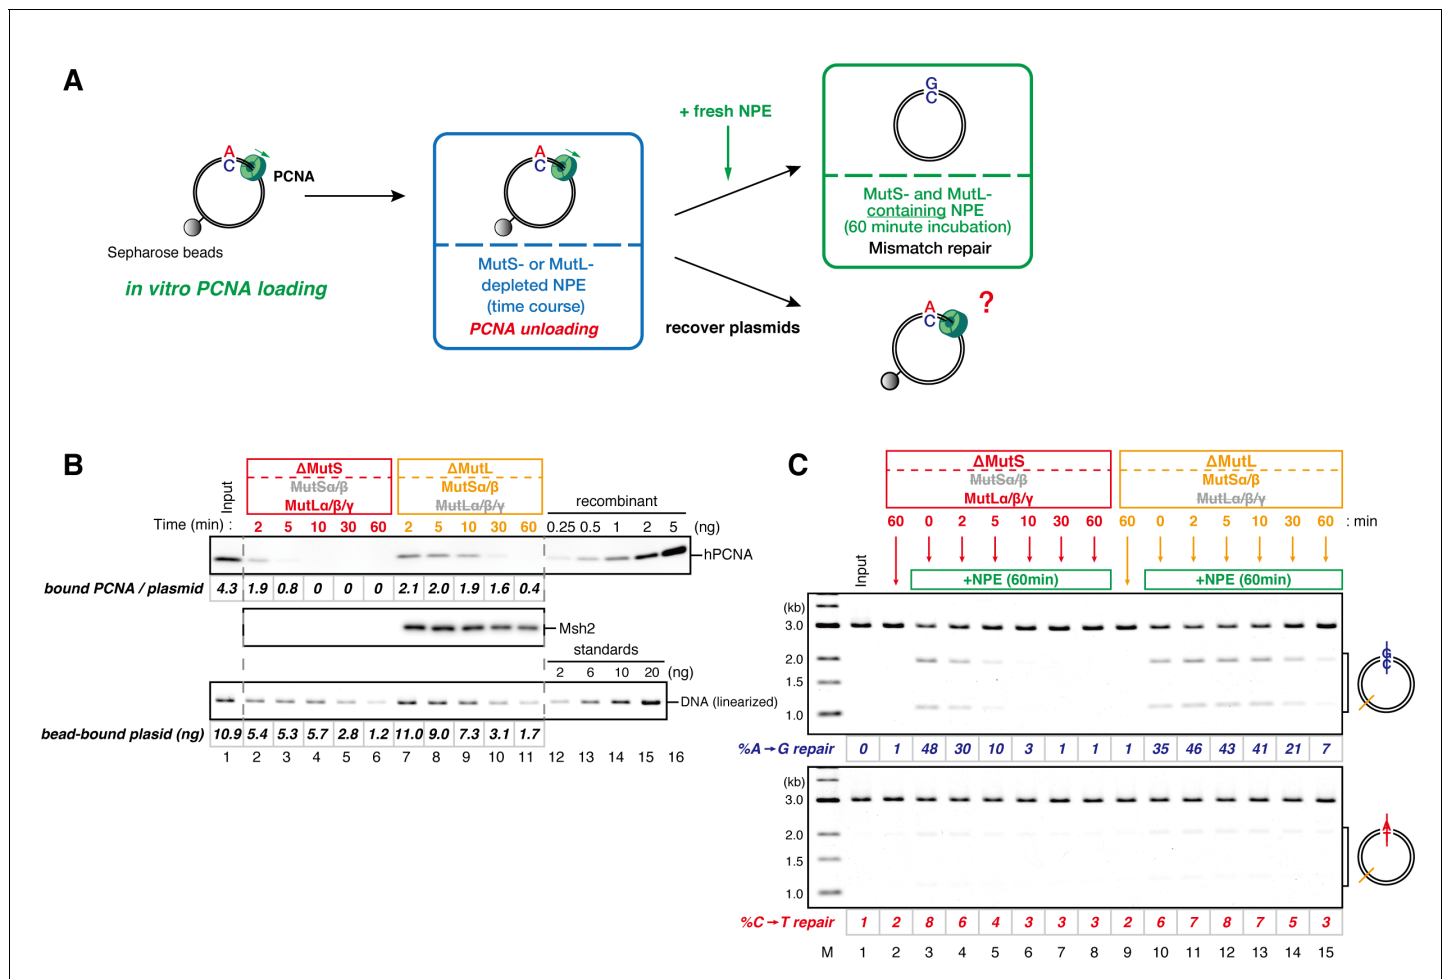 A
A
C
PCNA
Sepharose beads
in vitro PCNA loading
A
C
MutS- or MutL-
depleted NPE
(time course)
PCNA unloading
+ fresh NPE
recover plasmids
G
C
MutS- and MutL-
containing NPE
(60 minute incubation)
Mismatch repair
A
C
?
B
Input
ΔMutS
MutSα/β
MutLα/β/γ
ΔMutL
MutSα/β
MutLα/β/γ
recombinant
Time (min) : 2 5 10 30 60 2 5 10 30 60 0.25 0.5 1 2 5 (ng)
hPCNA
bound PCNA / plasmid 4.3 1.9 0.8 0 0 0 2.1 2.0 1.9 1.6 0.4
Msh2
standards
2 6 10 20 (ng)
DNA (linearized)
bead-bound plasid (ng) 10.9 5.4 5.3 5.7 2.8 1.2 11.0 9.0 7.3 3.1 1.7
1 2 3 4 5 6 7 8 9 10 11 12 13 14 15 16
C
ΔMutS
MutSα/β
MutLα/β/γ
ΔMutL
MutSα/β
MutLα/β/γ
60 0 2 5 10 30 60 60 0 2 5 10 30 60 : min
Input
+NPE (60min)
+NPE (60min)
(kb)
3.0
2.0
1.5
1.0
G
C
%A→G repair 0 1 48 30 10 3 1 1 1 35 46 43 41 21 7
(kb)
3.0
2.0
1.5
1.0
A
T
%C→T repair 1 2 8 6 4 3 3 3 2 6 7 8 7 5 3
M 1 2 3 4 5 6 7 8 9 10 11 12 13 14 15